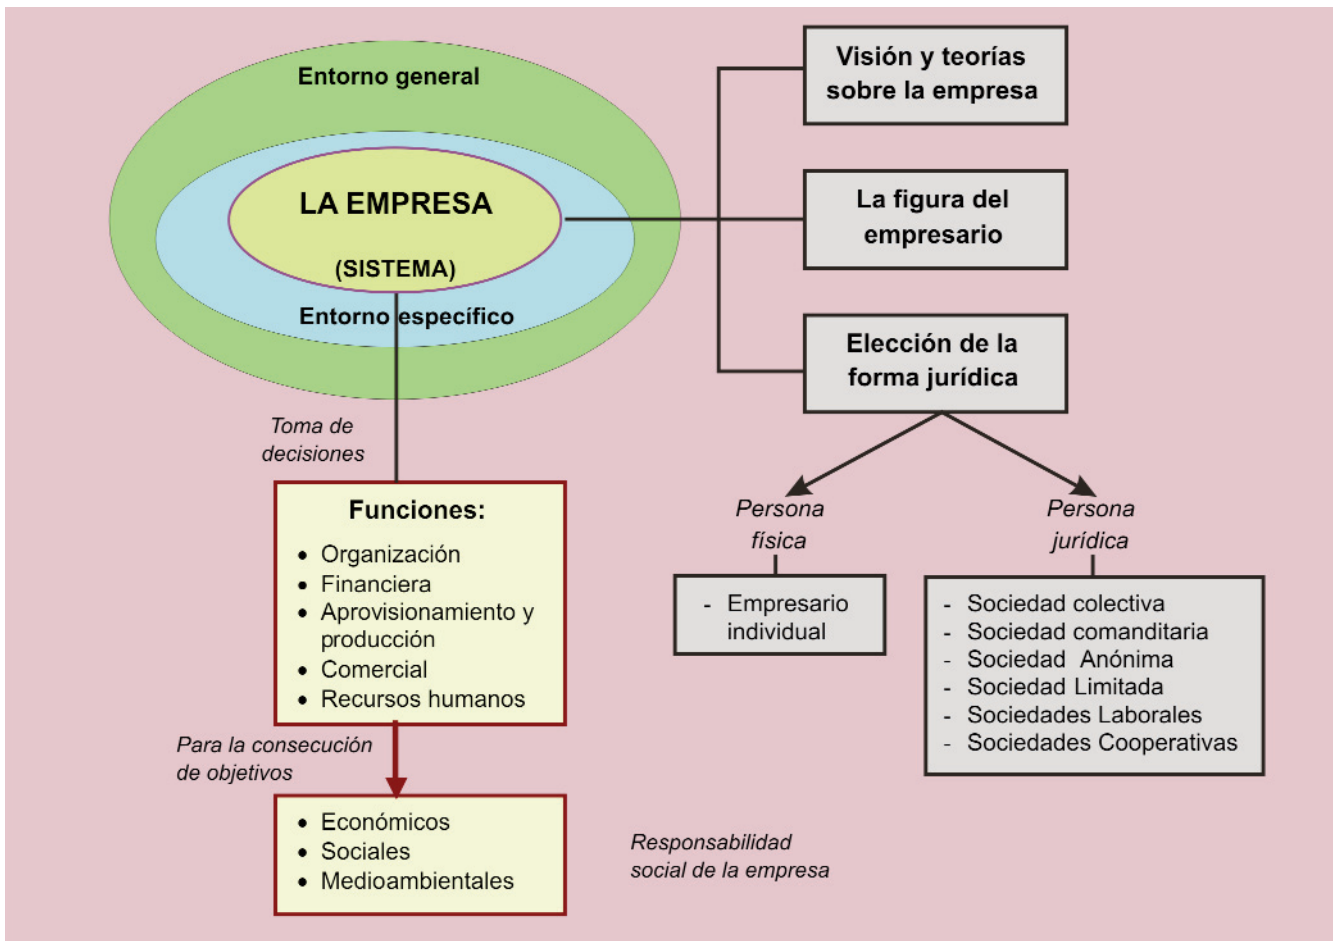 Entorno general
LA EMPRESA
(SISTEMA)
Entorno específico
Visión y teorías
sobre la empresa
La figura del
empresario
Elección de la
forma jurídica
Toma de
decisiones
Funciones:
• Organización
• Financiera
• Aprovisionamiento y
producción
• Comercial
• Recursos humanos
Para la consecución
de objetivos
• Económicos
• Sociales
• Medioambientales
Responsabilidad
social de la empresa
Persona
física
- Empresario
individual
Persona
jurídica
- Sociedad colectiva
- Sociedad comanditaria
- Sociedad Anónima
- Sociedad Limitada
- Sociedades Laborales
- Sociedades Cooperativas